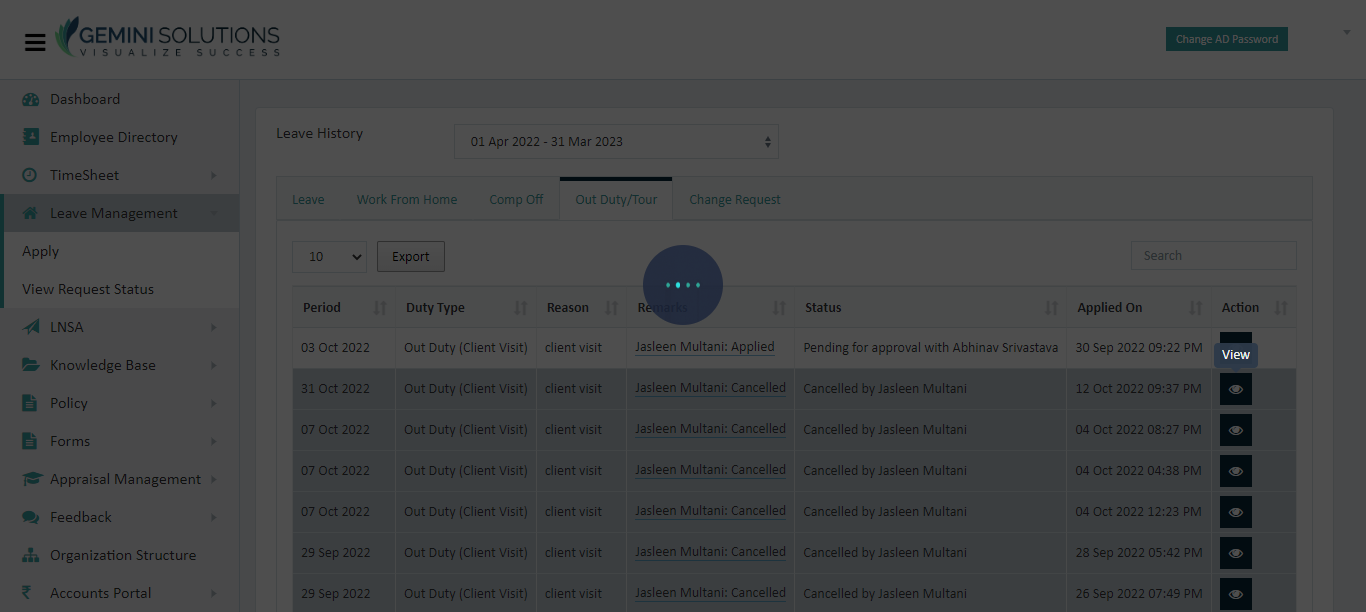 GEMINI SOLUTIONS
VISUALIZE SUCCESS
Change AD Password
Dashboard
Employee Directory
TimeSheet
Leave Management
Apply
View Request Status
LNSA
Knowledge Base
Policy
Forms
Appraisal Management
Feedback
Organization Structure
Accounts Portal
Leave History
01 Apr 2022 - 31 Mar 2023
Leave Work From Home Comp Off Out Duty/Tour Change Request
10 Export Search
Period Duty Type Reason Remarks Status Applied On Action
03 Oct 2022 Out Duty (Client Visit) client visit Jasleen Multani: Applied Pending for approval with Abhinav Srivastava 30 Sep 2022 09:22 PM
View
31 Oct 2022 Out Duty (Client Visit) client visit Jasleen Multani: Cancelled Cancelled by Jasleen Multani 12 Oct 2022 09:37 PM
07 Oct 2022 Out Duty (Client Visit) client visit Jasleen Multani: Cancelled Cancelled by Jasleen Multani 04 Oct 2022 08:27 PM
07 Oct 2022 Out Duty (Client Visit) client visit Jasleen Multani: Cancelled Cancelled by Jasleen Multani 04 Oct 2022 04:38 PM
07 Oct 2022 Out Duty (Client Visit) client visit Jasleen Multani: Cancelled Cancelled by Jasleen Multani 04 Oct 2022 12:23 PM
29 Sep 2022 Out Duty (Client Visit) client visit Jasleen Multani: Cancelled Cancelled by Jasleen Multani 28 Sep 2022 05:42 PM
29 Sep 2022 Out Duty (Client Visit) client visit Jasleen Multani: Cancelled Cancelled by Jasleen Multani 26 Sep 2022 07:49 PM